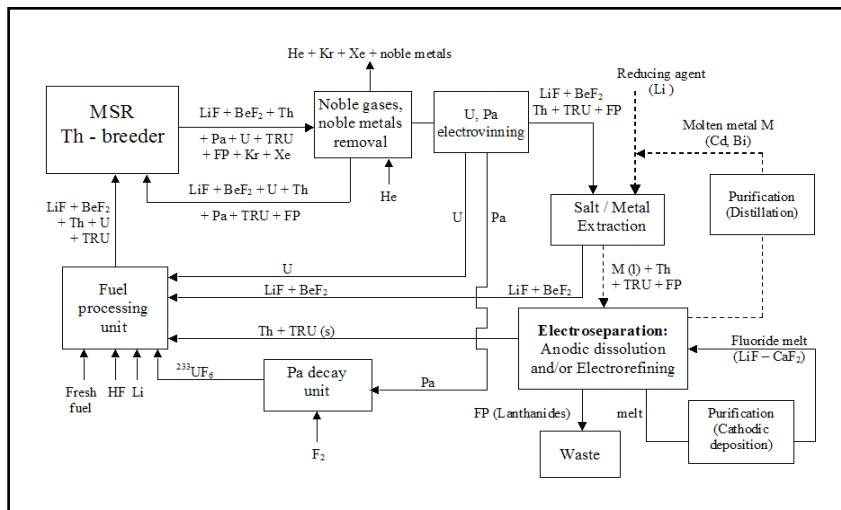 He + Kr + Xe + noble metals
MSR
Th - breeder
LiF + BeF₂ + Th
+ Pa + U + TRU
+ FP + Kr + Xe
Noble gases,
noble metals
removal
U, Pa
electrovinning
LiF + BeF₂
Th + TRU + FP
Reducing agent
(Li )
Molten metal M
(Cd, Bi)
LiF + BeF₂ + U + Th
+ Pa + TRU + FP
He
Purification
(Distillation)
LiF + BeF₂
+ Th + U
+ TRU
U
Pa
Salt / Metal
Extraction
U
M (l) + Th
+ TRU + FP
Fuel
processing
unit
LiF + BeF₂
LiF + BeF₂
Th + TRU (s)
Electroseparation:
Anodic dissolution
and/or Electrorefining
Fluoride melt
(LiF – CaF₂)
Fresh
fuel
HF
Li
²³³UF₆
Pa decay
unit
Pa
F₂
FP (Lanthanides)
melt
Purification
(Cathodic
deposition)
Waste